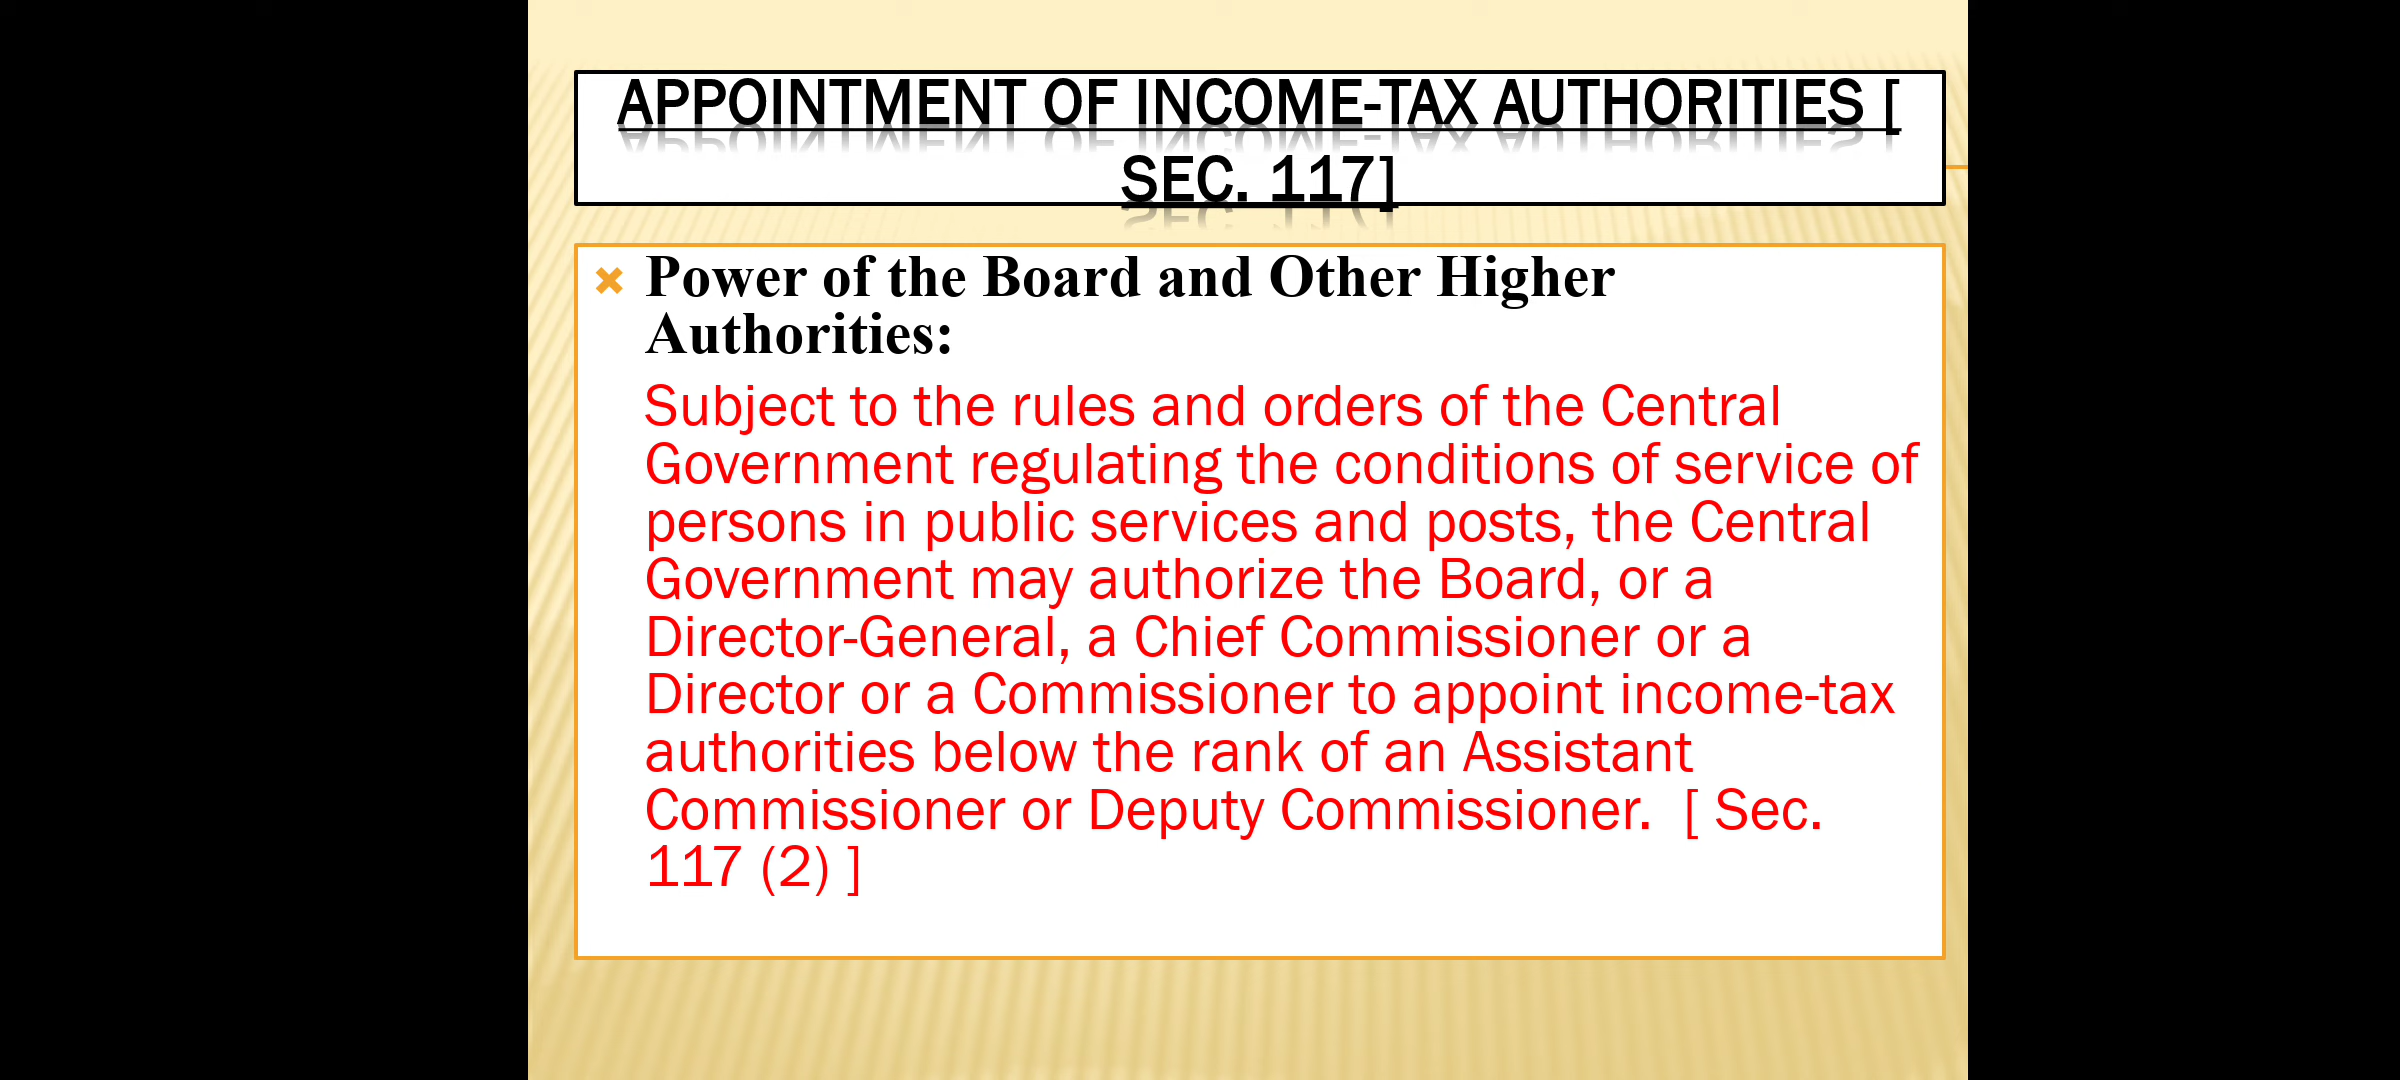 APPOINTMENT OF INCOME-TAX AUTHORITIES [
SEC. 117]
Power of the Board and Other Higher
Authorities:
Subject to the rules and orders of the Central
Government regulating the conditions of service of
persons in public services and posts, the Central
Government may authorize the Board, or a
Director-General, a Chief Commissioner or a
Director or a Commissioner to appoint income-tax
authorities below the rank of an Assistant
Commissioner or Deputy Commissioner.  [ Sec.
117 (2) ]